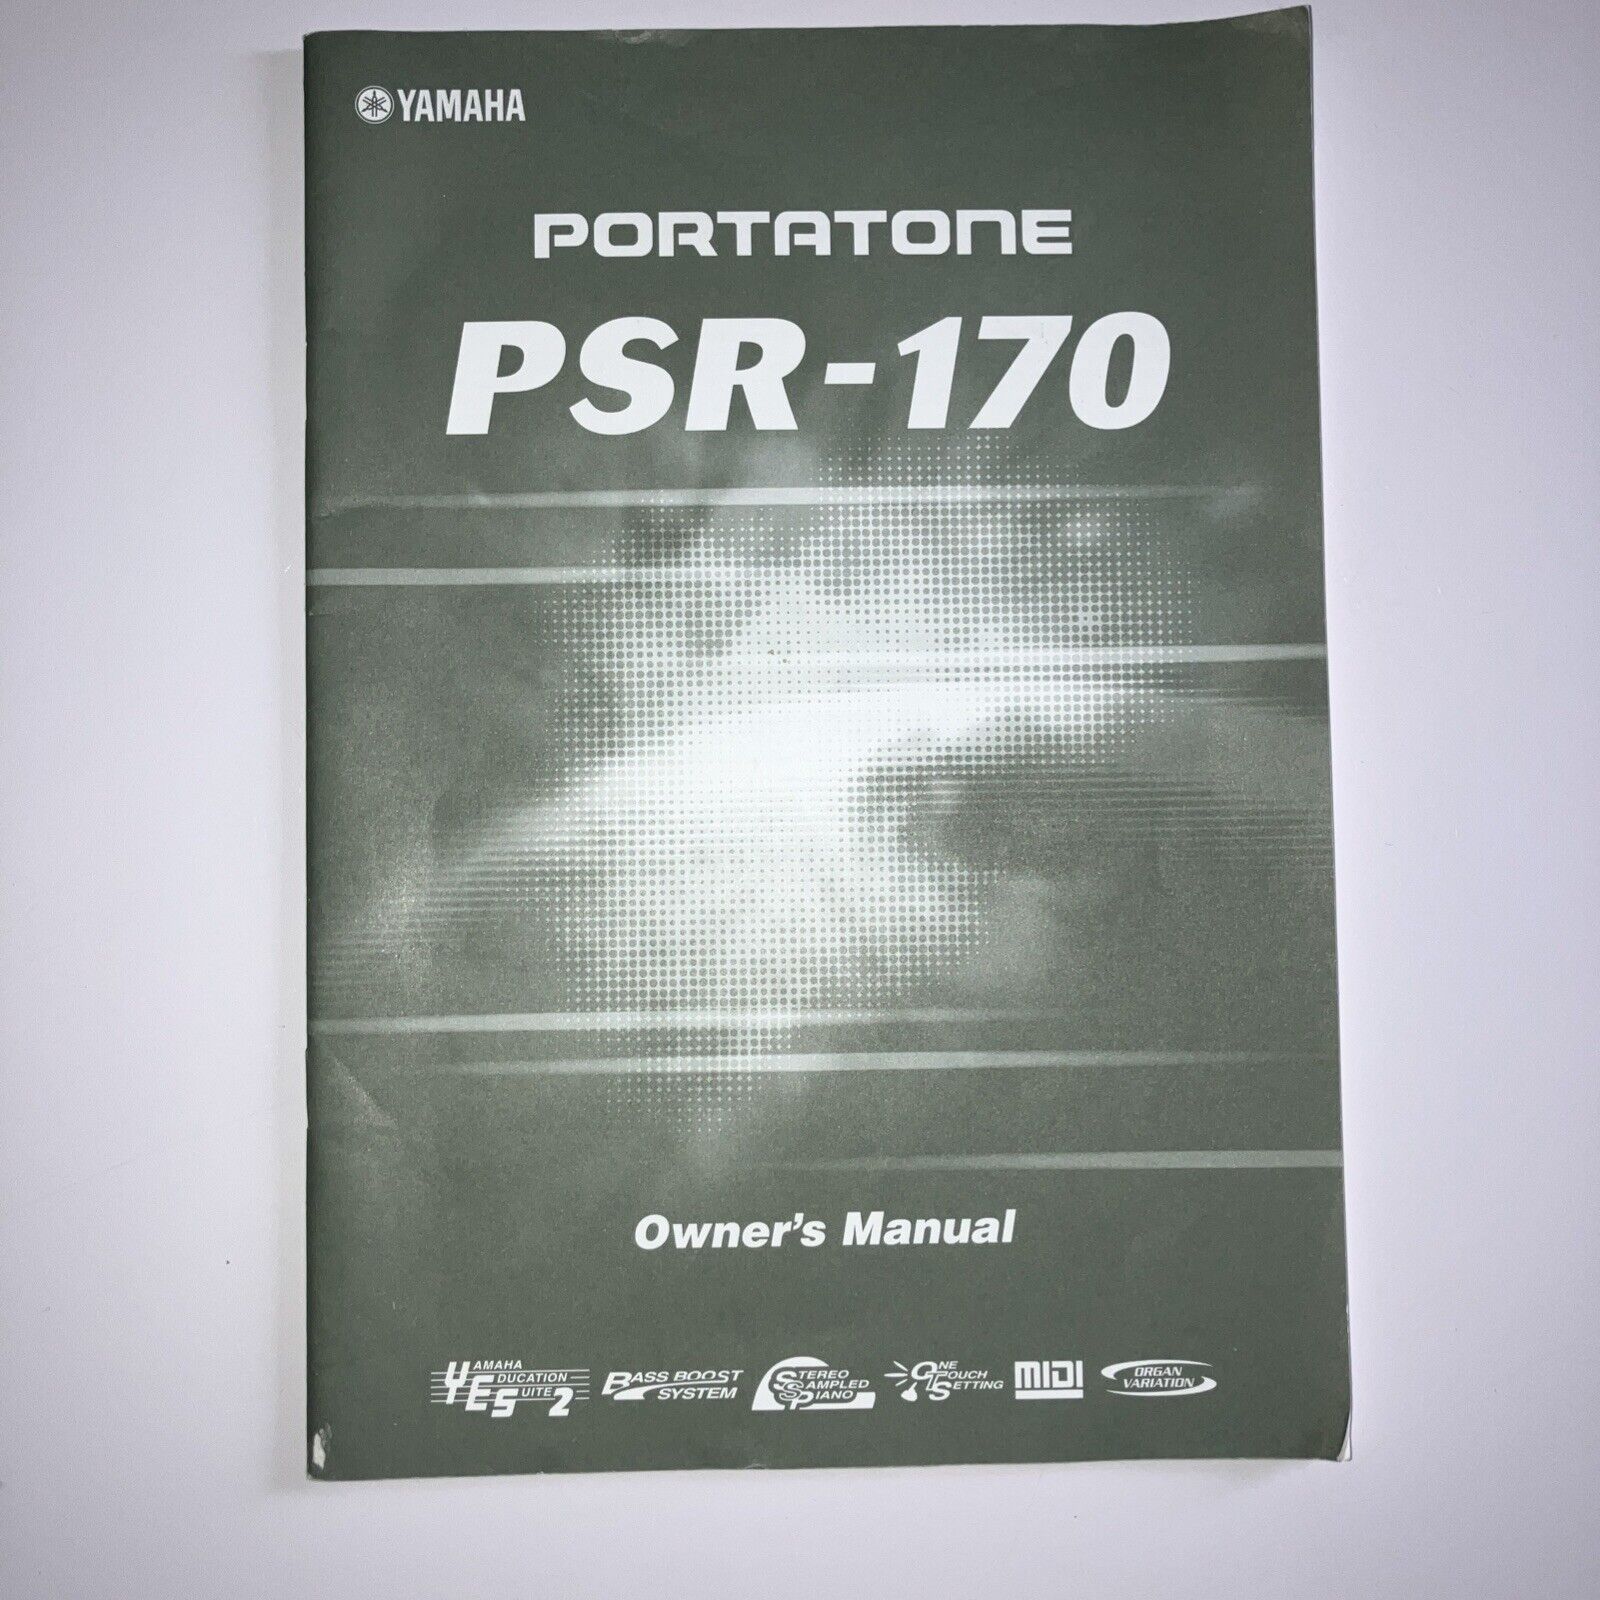 YAMAHA
PORTATONE
PSR-170
Owner's Manual
YAMAHA
EDUCATION
SUITE 2
BASS BOOST
SYSTEM
STEREO
SAMPLED
PIANO
ONE
TOUCH
SETTING
MIDI
ORGAN
VARIATION